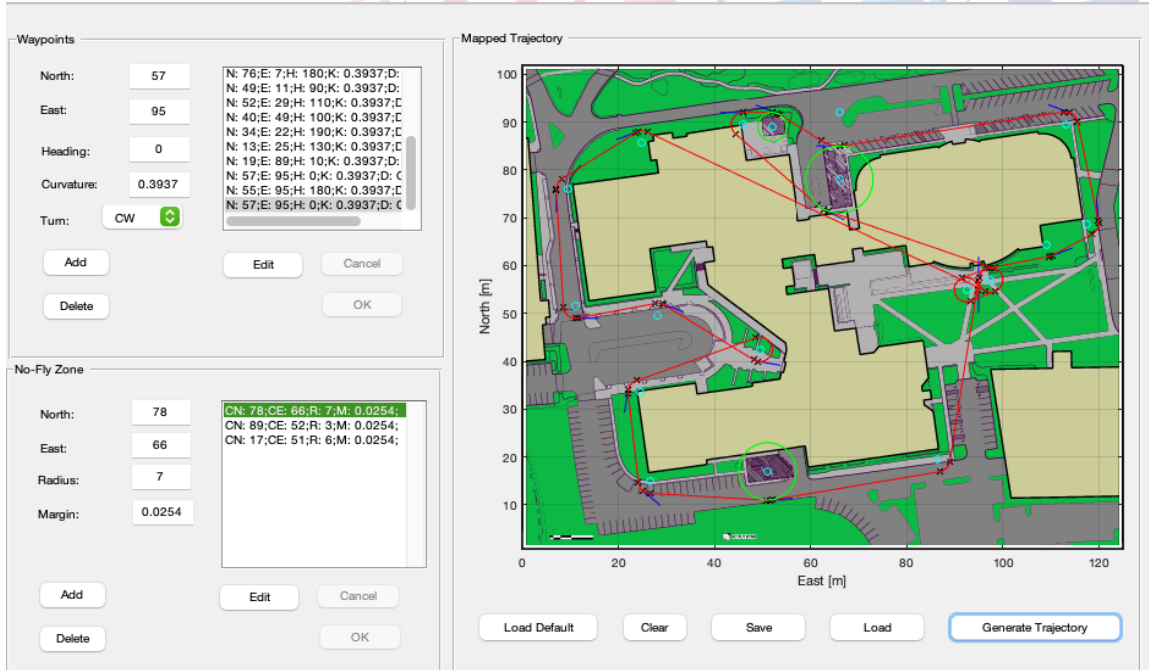 Waypoints
North:
57
East:
95
Heading:
0
Curvature:
0.3937
Turn:
CW
N: 76;E: 7;H: 180;K: 0.3937;D:
N: 49;E: 11;H: 90;K: 0.3937;D:
N: 52;E: 29;H: 110;K: 0.3937;D
N: 40;E: 49;H: 100;K: 0.3937;D
N: 34;E: 22;H: 190;K: 0.3937;D
N: 13;E: 25;H: 130;K: 0.3937;D:
N: 19;E: 89;H: 10;K: 0.3937;D:
N: 57;E: 95;H: 0;K: 0.3937;D: 0
N: 55;E: 95;H: 180;K: 0.3937;D
N: 57;E: 95;H: 0;K: 0.3937;D: 0
Add
Edit
Cancel
Delete
OK
No-Fly Zone
North:
78
East:
66
Radius:
7
Margin:
0.0254
CN: 78;CE: 66;R: 7;M: 0.0254;
CN: 89;CE: 52;R: 3;M: 0.0254;
CN: 17;CE: 51;R: 6;M: 0.0254;
Add
Edit
Cancel
Delete
OK
Mapped Trajectory
North [m]
100
90
80
70
60
50
40
30
20
10
0
20
40
60
80
100
120
East [m]
Load Default
Clear
Save
Load
Generate Trajectory